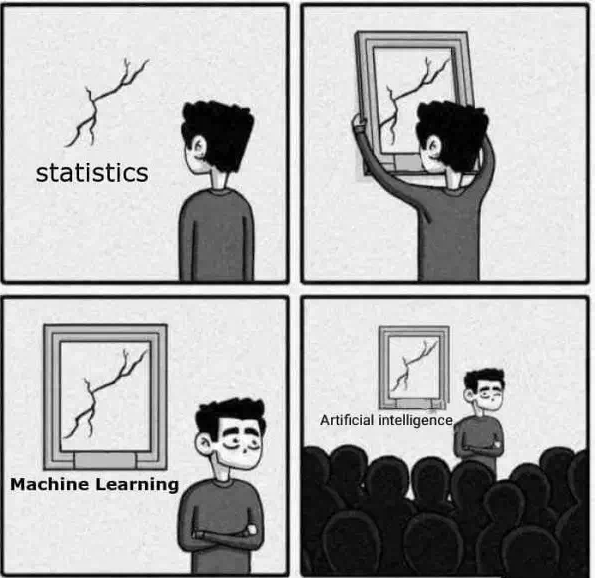 statistics
Machine Learning
Artificial intelligence